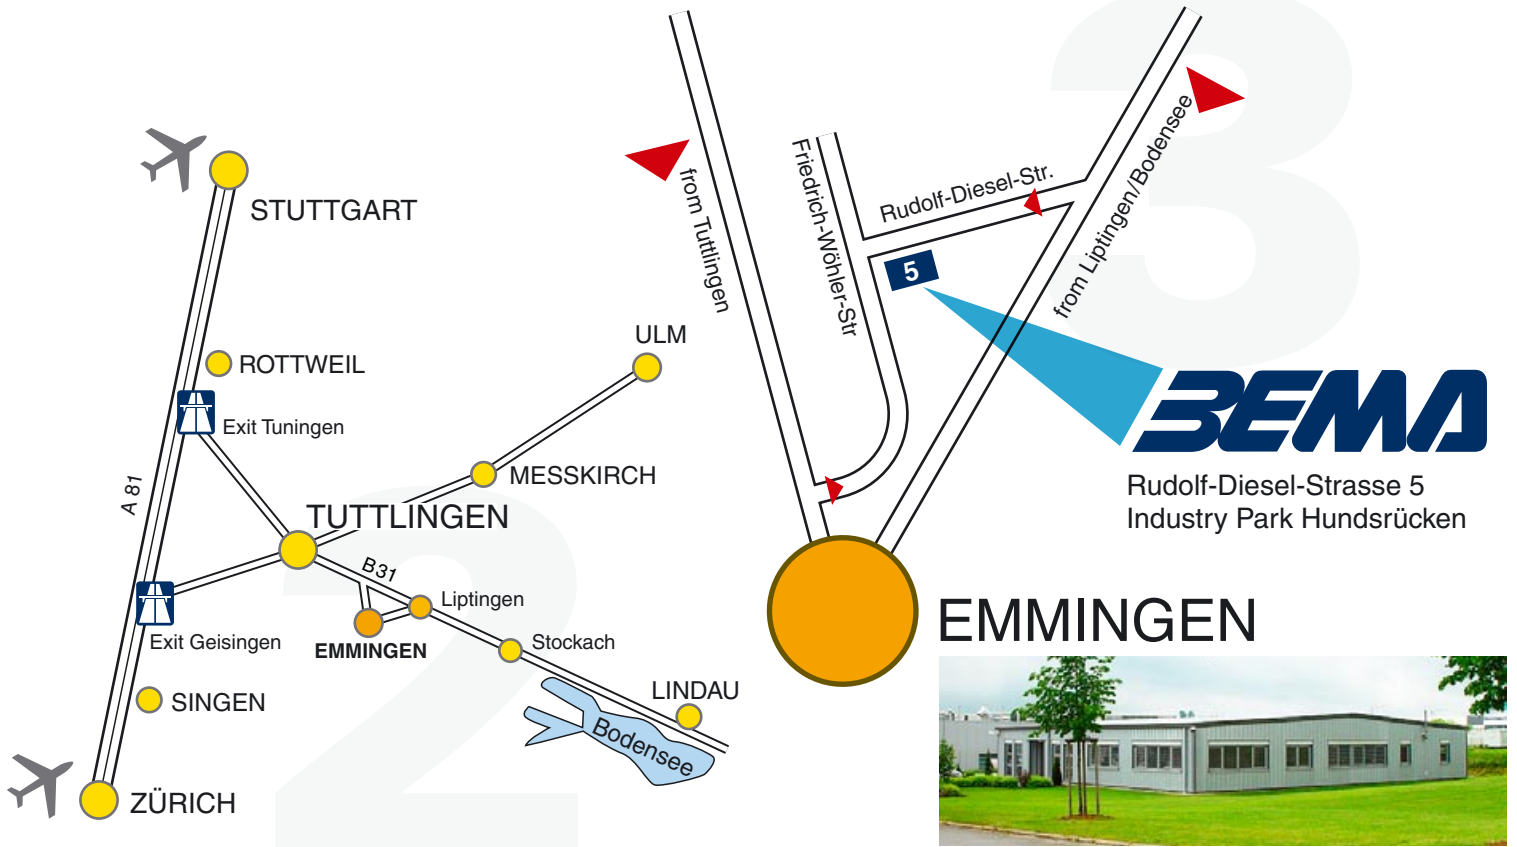 STUTTGART
ROTTWEIL
Exit Tuningen
A 81
ULM
MESSKIRCH
TUTTLINGEN
B31
Liptingen
EMMINGEN
Stockach
Exit Geisingen
SINGEN
LINDAU
Bodensee
ZÜRICH
2
3
from Tuttlingen
Friedrich-Wöhler-Str
Rudolf-Diesel-Str.
from Liptingen/Bodensee
5
BEMA
Rudolf-Diesel-Strasse 5
Industry Park Hundsrücken
EMMINGEN